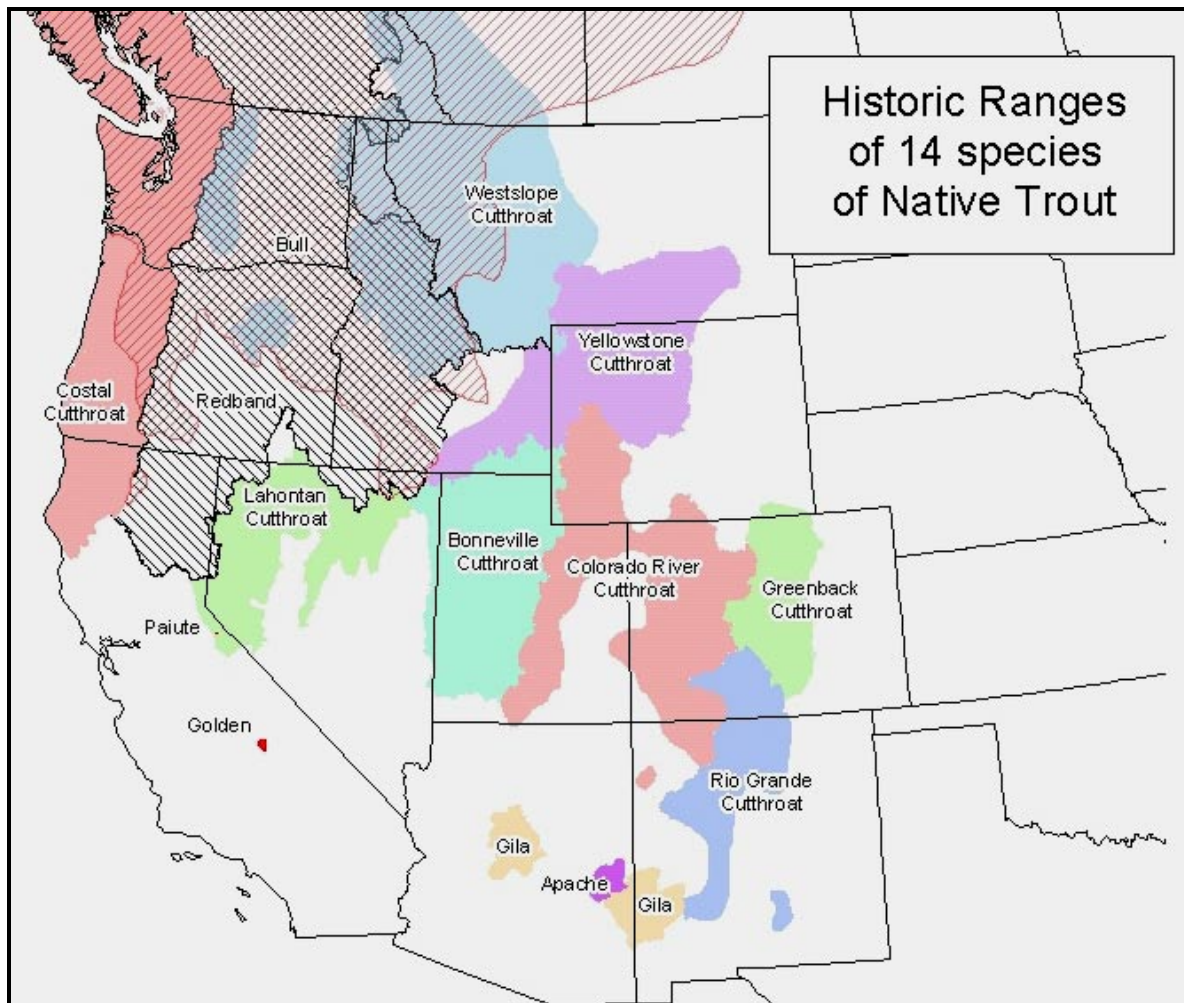 Historic Ranges
of 14 species
of Native Trout
Westslope
Cutthroat
Bull
Yellowstone
Cutthroat
Costal
Cutthroat
Redband
Lahontan
Cutthroat
Bonneville
Cutthroat
Colorado River
Cutthroat
Greenback
Cutthroat
Paiute
Golden
Rio Grande
Cutthroat
Gila
Apache
Gila